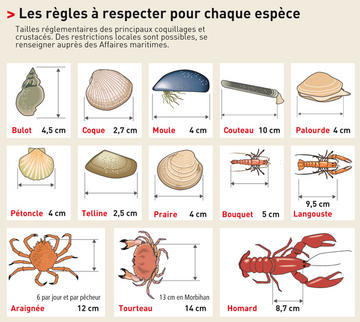 > Les règles à respecter pour chaque espèce
Tailles réglementaires des principaux coquillages et
crustacés. Des restrictions locales sont possibles, se
renseigner auprès des Affaires maritimes.
Bulot 4,5 cm
Coque 2,7 cm
Moule 4 cm
Couteau 10 cm
Palourde 4 cm
Pétoncle 4 cm
Telline 2,5 cm
Praire 4 cm
Bouquet 5 cm
9,5 cm
Langouste
6 par jour et par pêcheur
Araignée 12 cm
13 cm en Morbihan
Tourteau 14 cm
Homard 8,7 cm